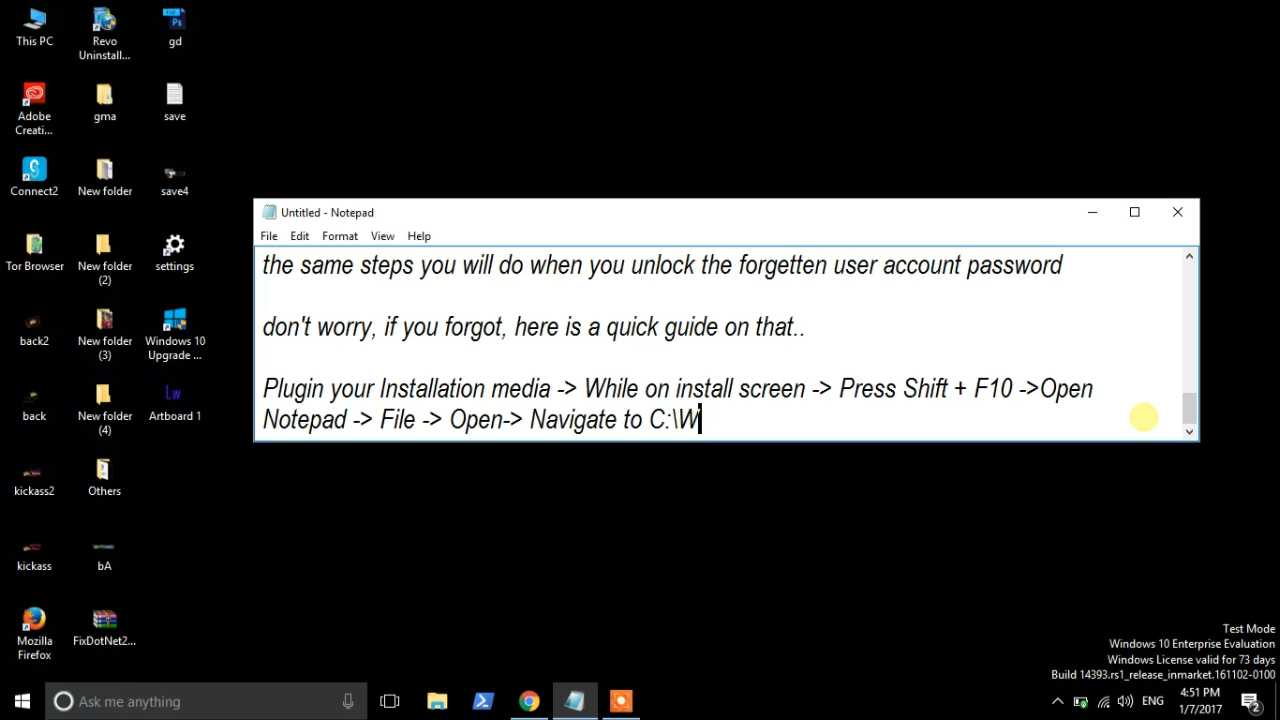 This PC
Revo
Uninstall...
gd
Adobe
Creati...
gma
save
Connect2
New folder
save4
Tor Browser
New folder
(2)
settings
back2
New folder
(3)
Windows 10
Upgrade ...
back
New folder
(4)
Artboard 1
kickass2
Others
kickass
bA
Mozilla
Firefox
FixDotNet2...
Untitled - Notepad
File Edit Format View Help
the same steps you will do when you unlock the forgetten user account password
don't worry, if you forgot, here is a quick guide on that..
Plugin your Installation media -> While on install screen -> Press Shift + F10 ->Open
Notepad -> File -> Open-> Navigate to C:\W
Test Mode
Windows 10 Enterprise Evaluation
Windows License valid for 73 days
Build 14393.rs1_release_inmarket.161102-0100
Ask me anything
ENG
4:51 PM
1/7/2017
2
Ps
Lw